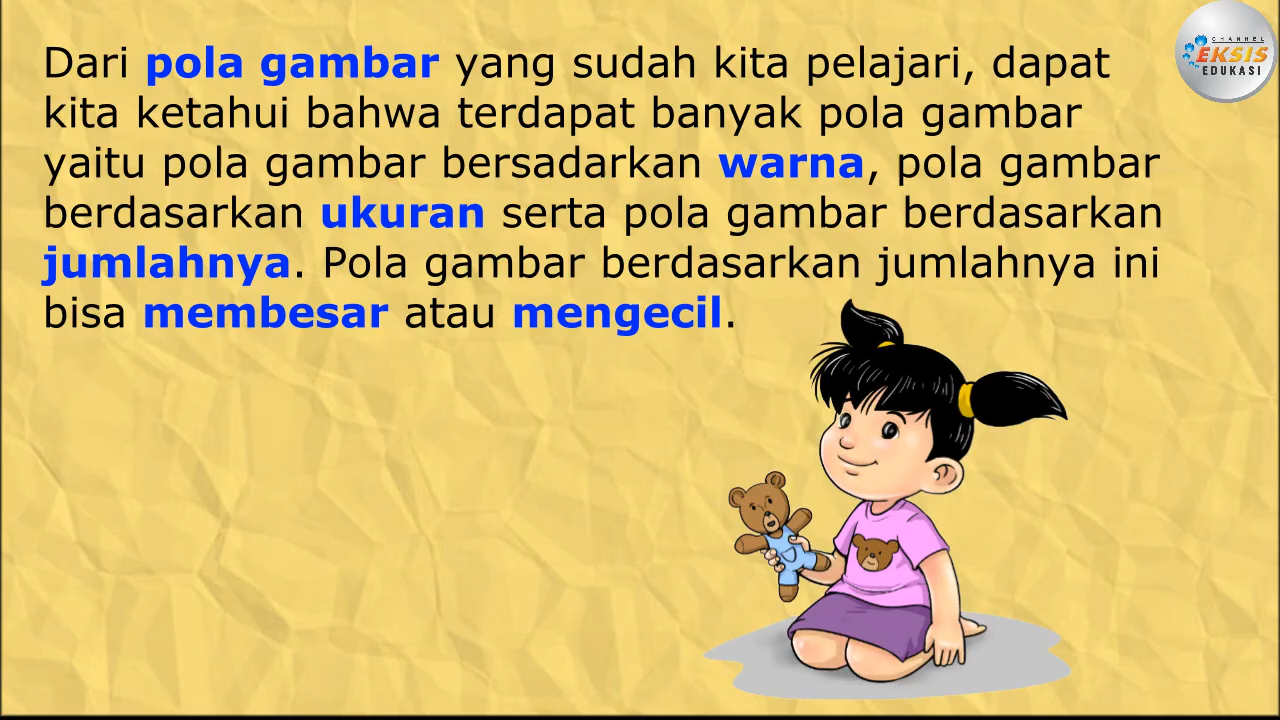 Dari pola gambar yang sudah kita pelajari, dapat
kita ketahui bahwa terdapat banyak pola gambar
yaitu pola gambar bersadarkan warna, pola gambar
berdasarkan ukuran serta pola gambar berdasarkan
jumlahnya. Pola gambar berdasarkan jumlahnya ini
bisa membesar atau mengecil.
CHANNEL
EKSIS
EDUKASI